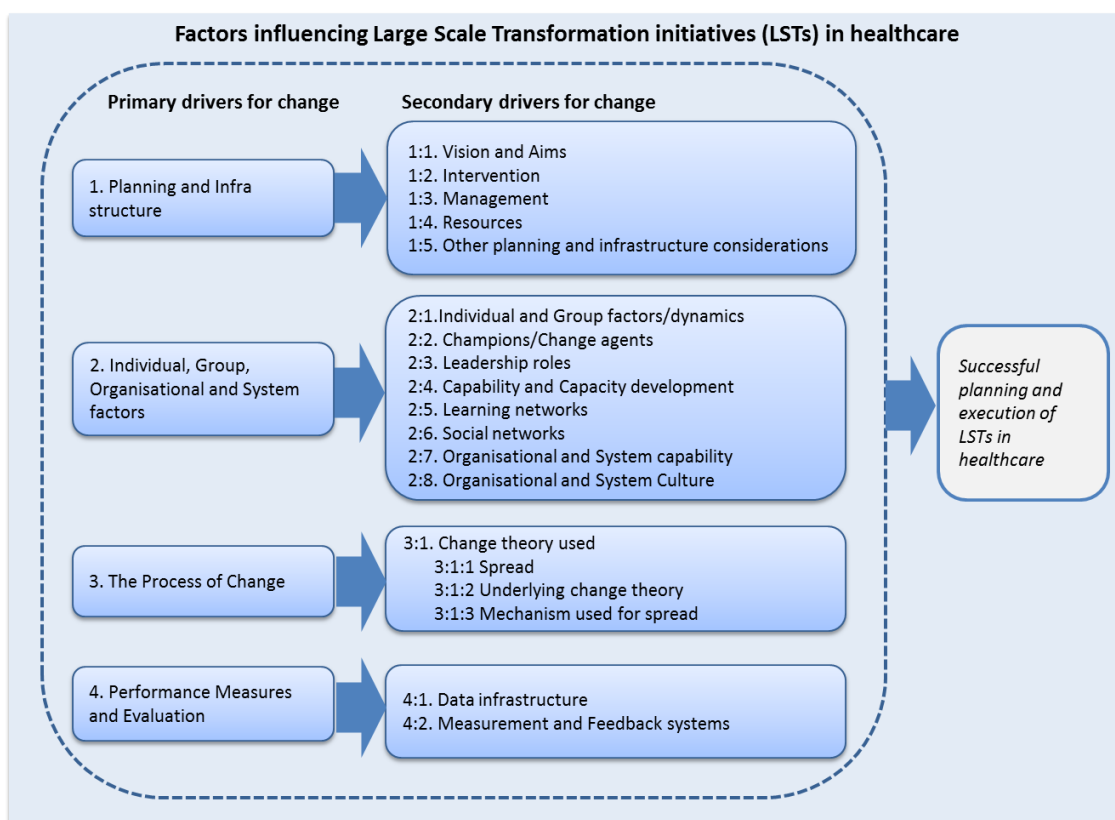 Factors influencing Large Scale Transformation initiatives (LSTs) in healthcare
Primary drivers for change
Secondary drivers for change
1. Planning and Infra
structure
1:1. Vision and Aims
1:2. Intervention
1:3. Management
1:4. Resources
1:5. Other planning and infrastructure considerations
2. Individual, Group,
Organisational and System
factors
2:1.Individual and Group factors/dynamics
2:2. Champions/Change agents
2:3. Leadership roles
2:4. Capability and Capacity development
2:5. Learning networks
2:6. Social networks
2:7. Organisational and System capability
2:8. Organisational and System Culture
3. The Process of Change
3:1. Change theory used
3:1:1 Spread
3:1:2 Underlying change theory
3:1:3 Mechanism used for spread
4. Performance Measures
and Evaluation
4:1. Data infrastructure
4:2. Measurement and Feedback systems
Successful
planning and
execution of
LSTs in
healthcare